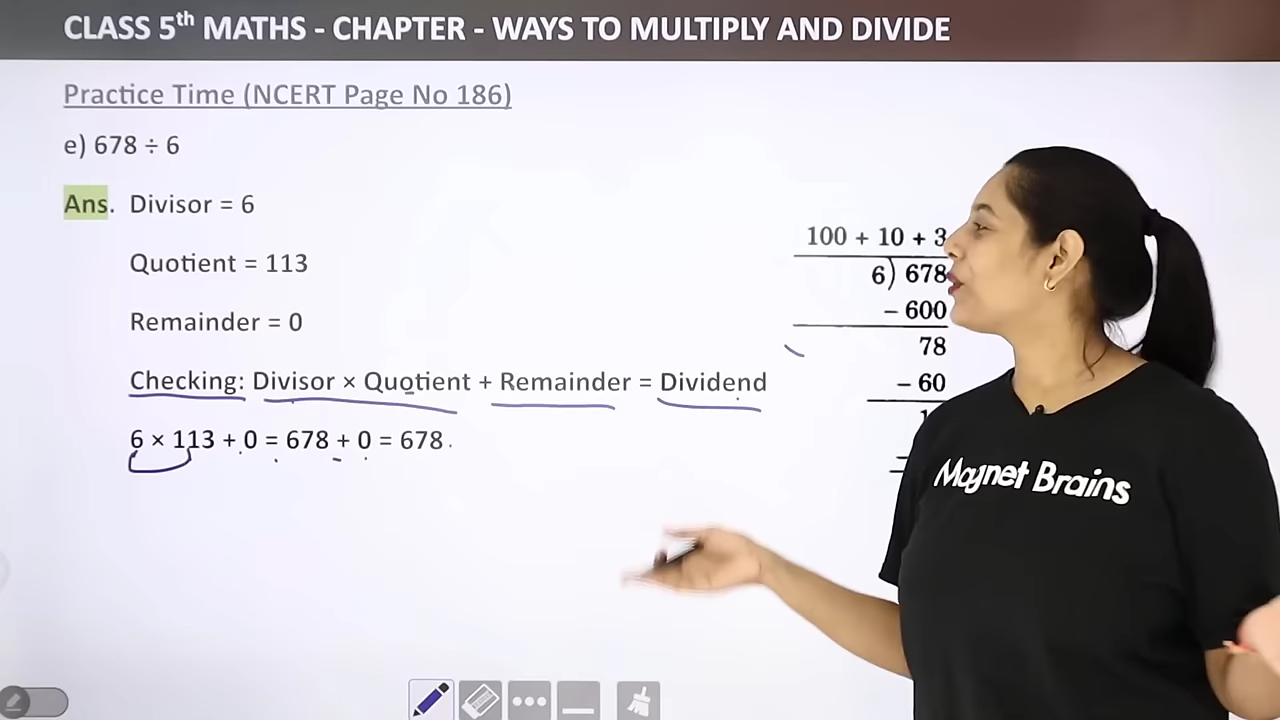 CLASS 5th MATHS - CHAPTER - WAYS TO MULTIPLY AND DIVIDE
Practice Time (NCERT Page No 186)
e) 678 ÷ 6
Ans. Divisor = 6
Quotient = 113
Remainder = 0
Checking: Divisor × Quotient + Remainder = Dividend
6 × 113 + 0 = 678 + 0 = 678
100 + 10 + 3
6) 678
– 600
78
– 60
Magnet Brains